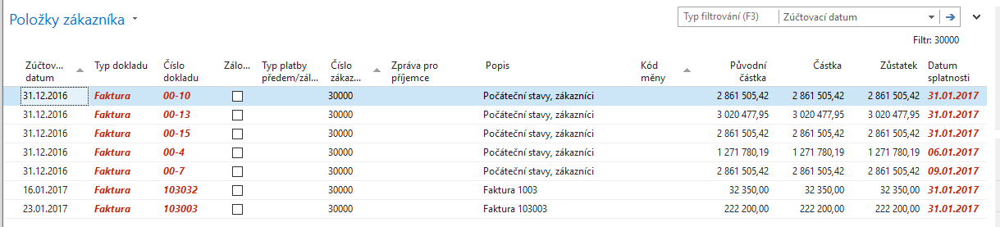 Položky zákazníka
Typ filtrování (F3) Zúčtovací datum
Filtr: 30000
Zúčtov... datum Typ dokladu Číslo dokladu Zálo... Typ platby předem/zál... Číslo zákaz... Zpráva pro příjemce Popis Kód měny Původní částka Částka Zůstatek Datum splatnosti
31.12.2016 Faktura 00-10 30000 Počáteční stavy, zákazníci 2 861 505,42 2 861 505,42 2 861 505,42 31.01.2017
31.12.2016 Faktura 00-13 30000 Počáteční stavy, zákazníci 3 020 477,95 3 020 477,95 3 020 477,95 31.01.2017
31.12.2016 Faktura 00-15 30000 Počáteční stavy, zákazníci 2 861 505,42 2 861 505,42 2 861 505,42 31.01.2017
31.12.2016 Faktura 00-4 30000 Počáteční stavy, zákazníci 1 271 780,19 1 271 780,19 1 271 780,19 06.01.2017
31.12.2016 Faktura 00-7 30000 Počáteční stavy, zákazníci 2 861 505,42 2 861 505,42 2 861 505,42 09.01.2017
16.01.2017 Faktura 103032 30000 Faktura 1003 32 350,00 32 350,00 32 350,00 31.01.2017
23.01.2017 Faktura 103003 30000 Faktura 103003 222 200,00 222 200,00 222 200,00 31.01.2017